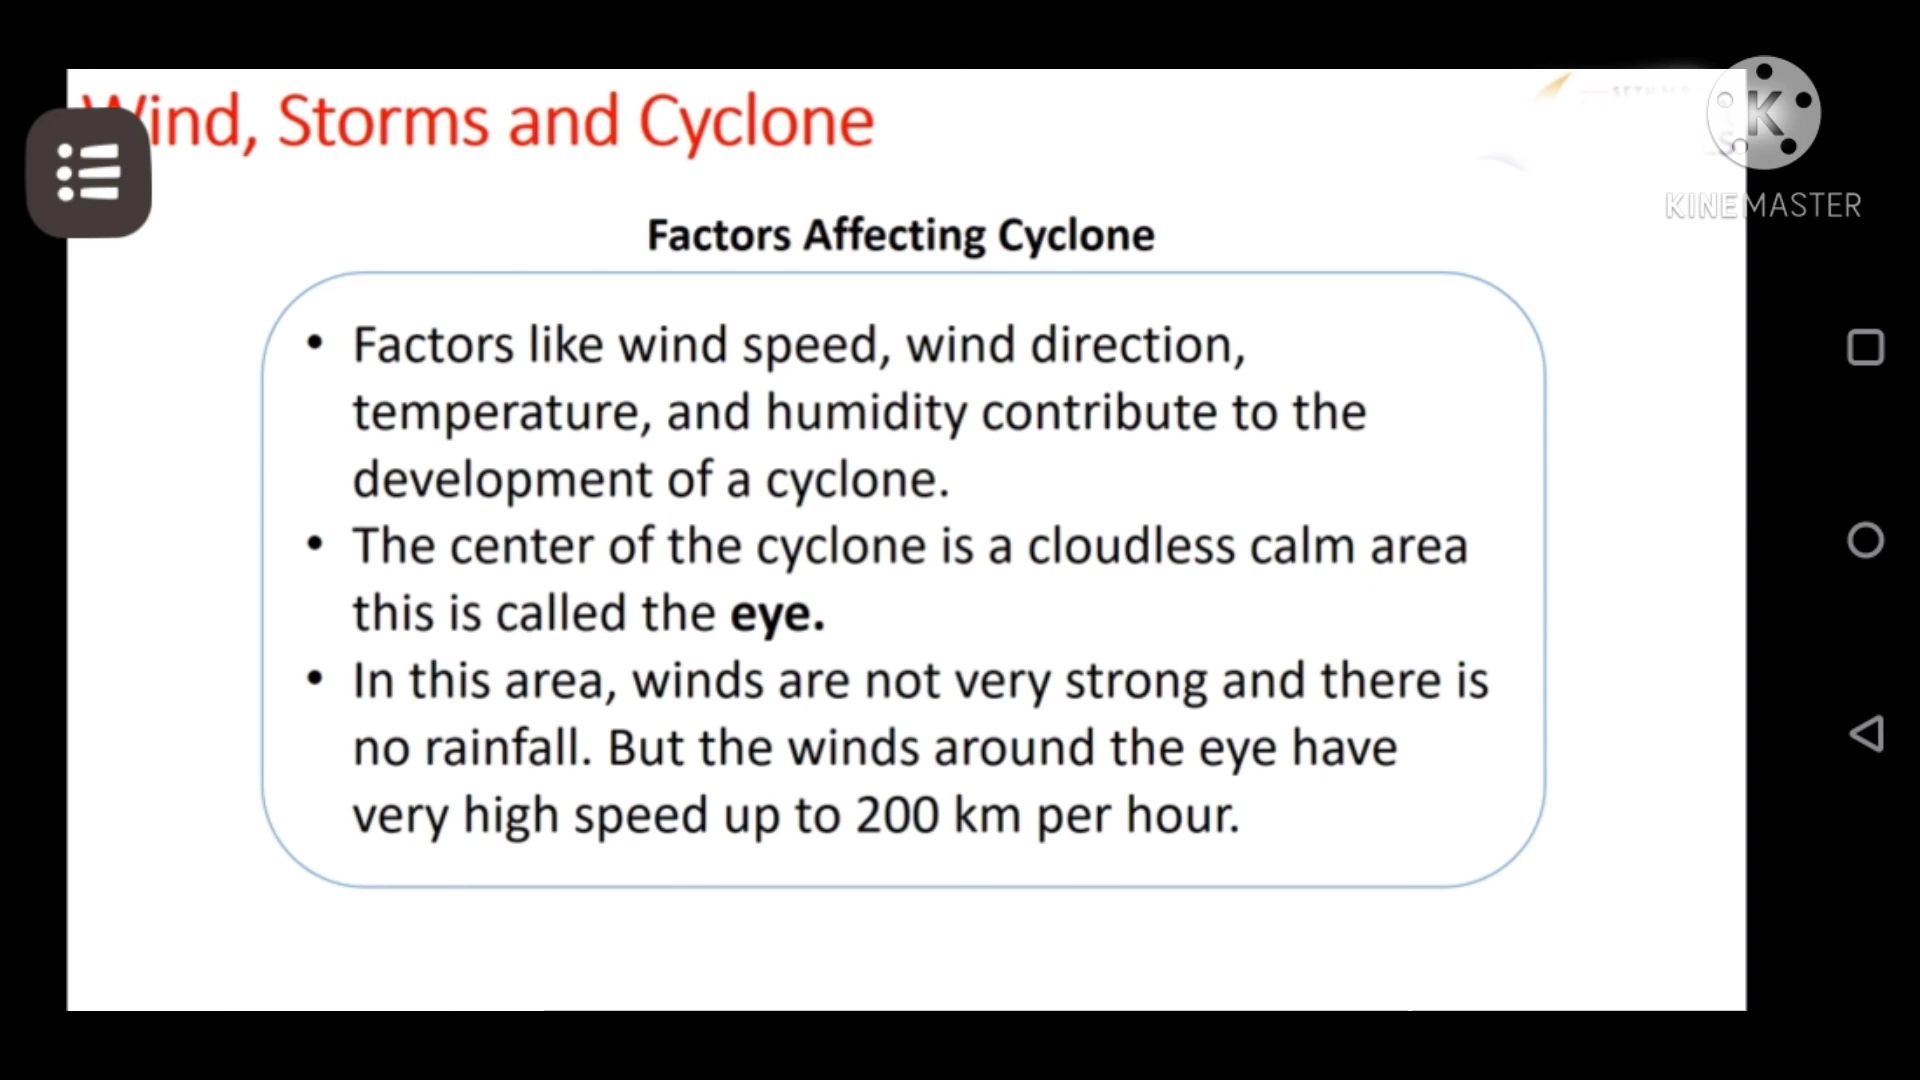 Wind, Storms and Cyclone
KINEMASTER
Factors Affecting Cyclone
• Factors like wind speed, wind direction,
temperature, and humidity contribute to the
development of a cyclone.
• The center of the cyclone is a cloudless calm area
this is called the eye.
• In this area, winds are not very strong and there is
no rainfall. But the winds around the eye have
very high speed up to 200 km per hour.